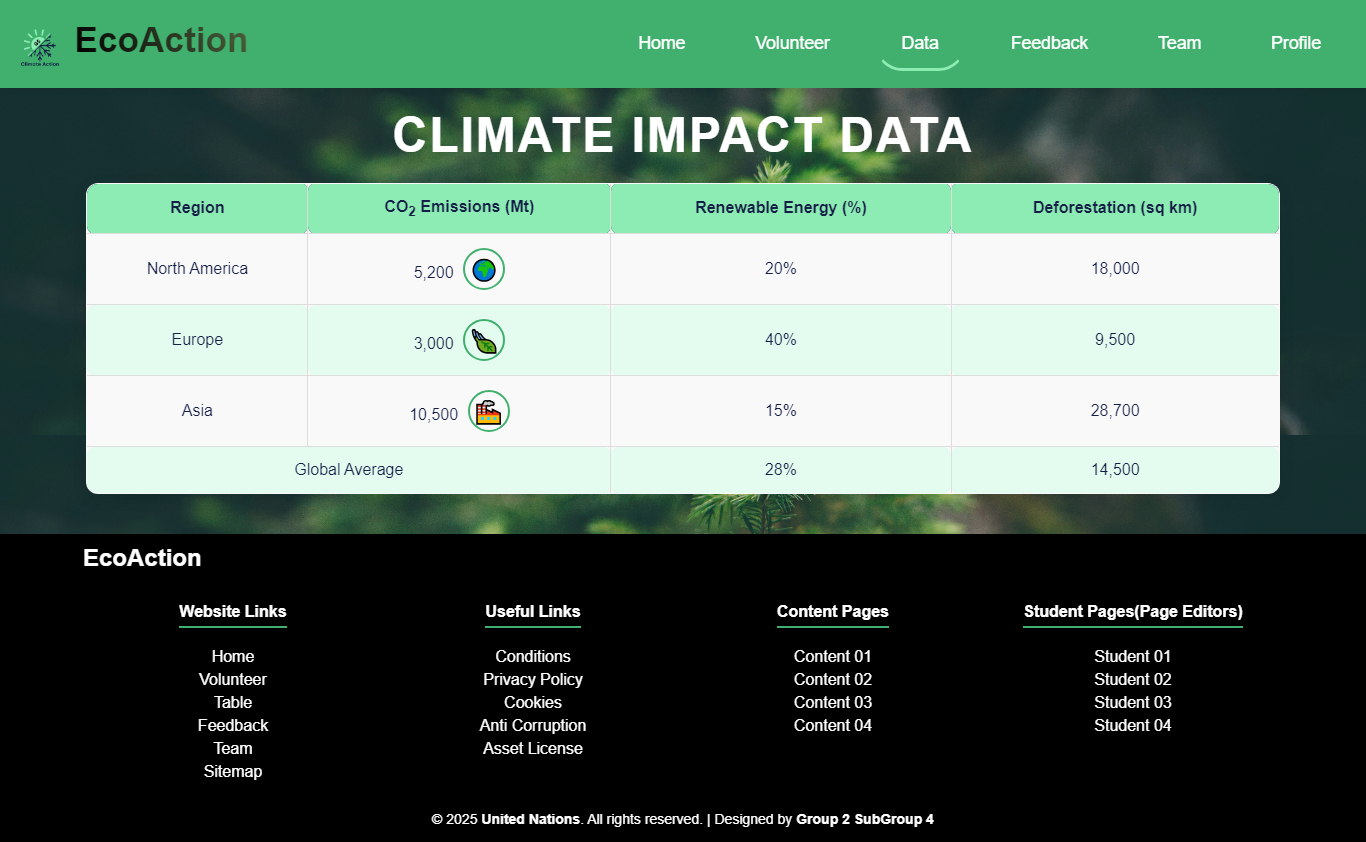 Climate Action
EcoAction
Home Volunteer Data Feedback Team Profile
CLIMATE IMPACT DATA
Region CO₂ Emissions (Mt) Renewable Energy (%) Deforestation (sq km)
North America 5,200 20% 18,000
Europe 3,000 40% 9,500
Asia 10,500 15% 28,700
Global Average 28% 14,500
EcoAction
Website Links Useful Links Content Pages Student Pages(Page Editors)
Home Conditions Content 01 Student 01
Volunteer Privacy Policy Content 02 Student 02
Table Cookies Content 03 Student 03
Feedback Anti Corruption Content 04 Student 04
Team Asset License
Sitemap
© 2025 United Nations. All rights reserved. | Designed by Group 2 SubGroup 4